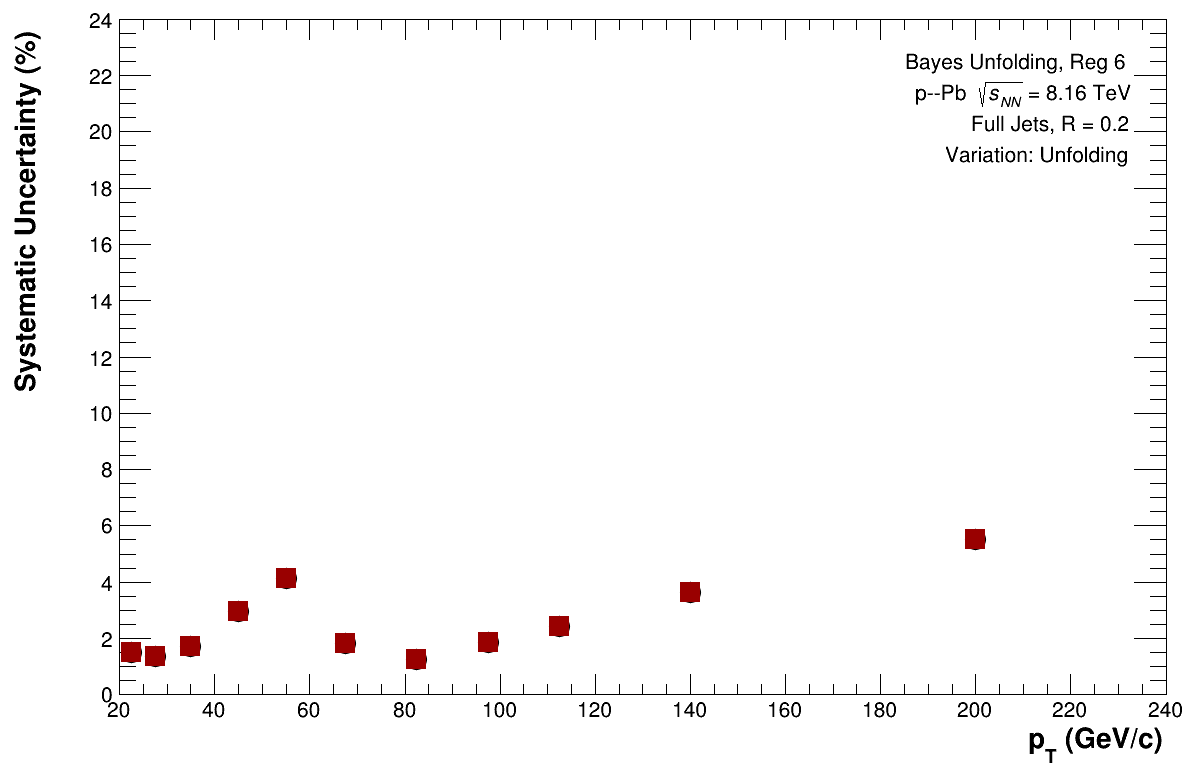 Systematic Uncertainty (%)
24
22
20
18
16
14
12
10
8
6
4
2
0
Bayes Unfolding, Reg 6
p--Pb √sNN = 8.16 TeV
Full Jets, R = 0.2
Variation: Unfolding
20 40 60 80 100 120 140 160 180 200 220 240
pT (GeV/c)